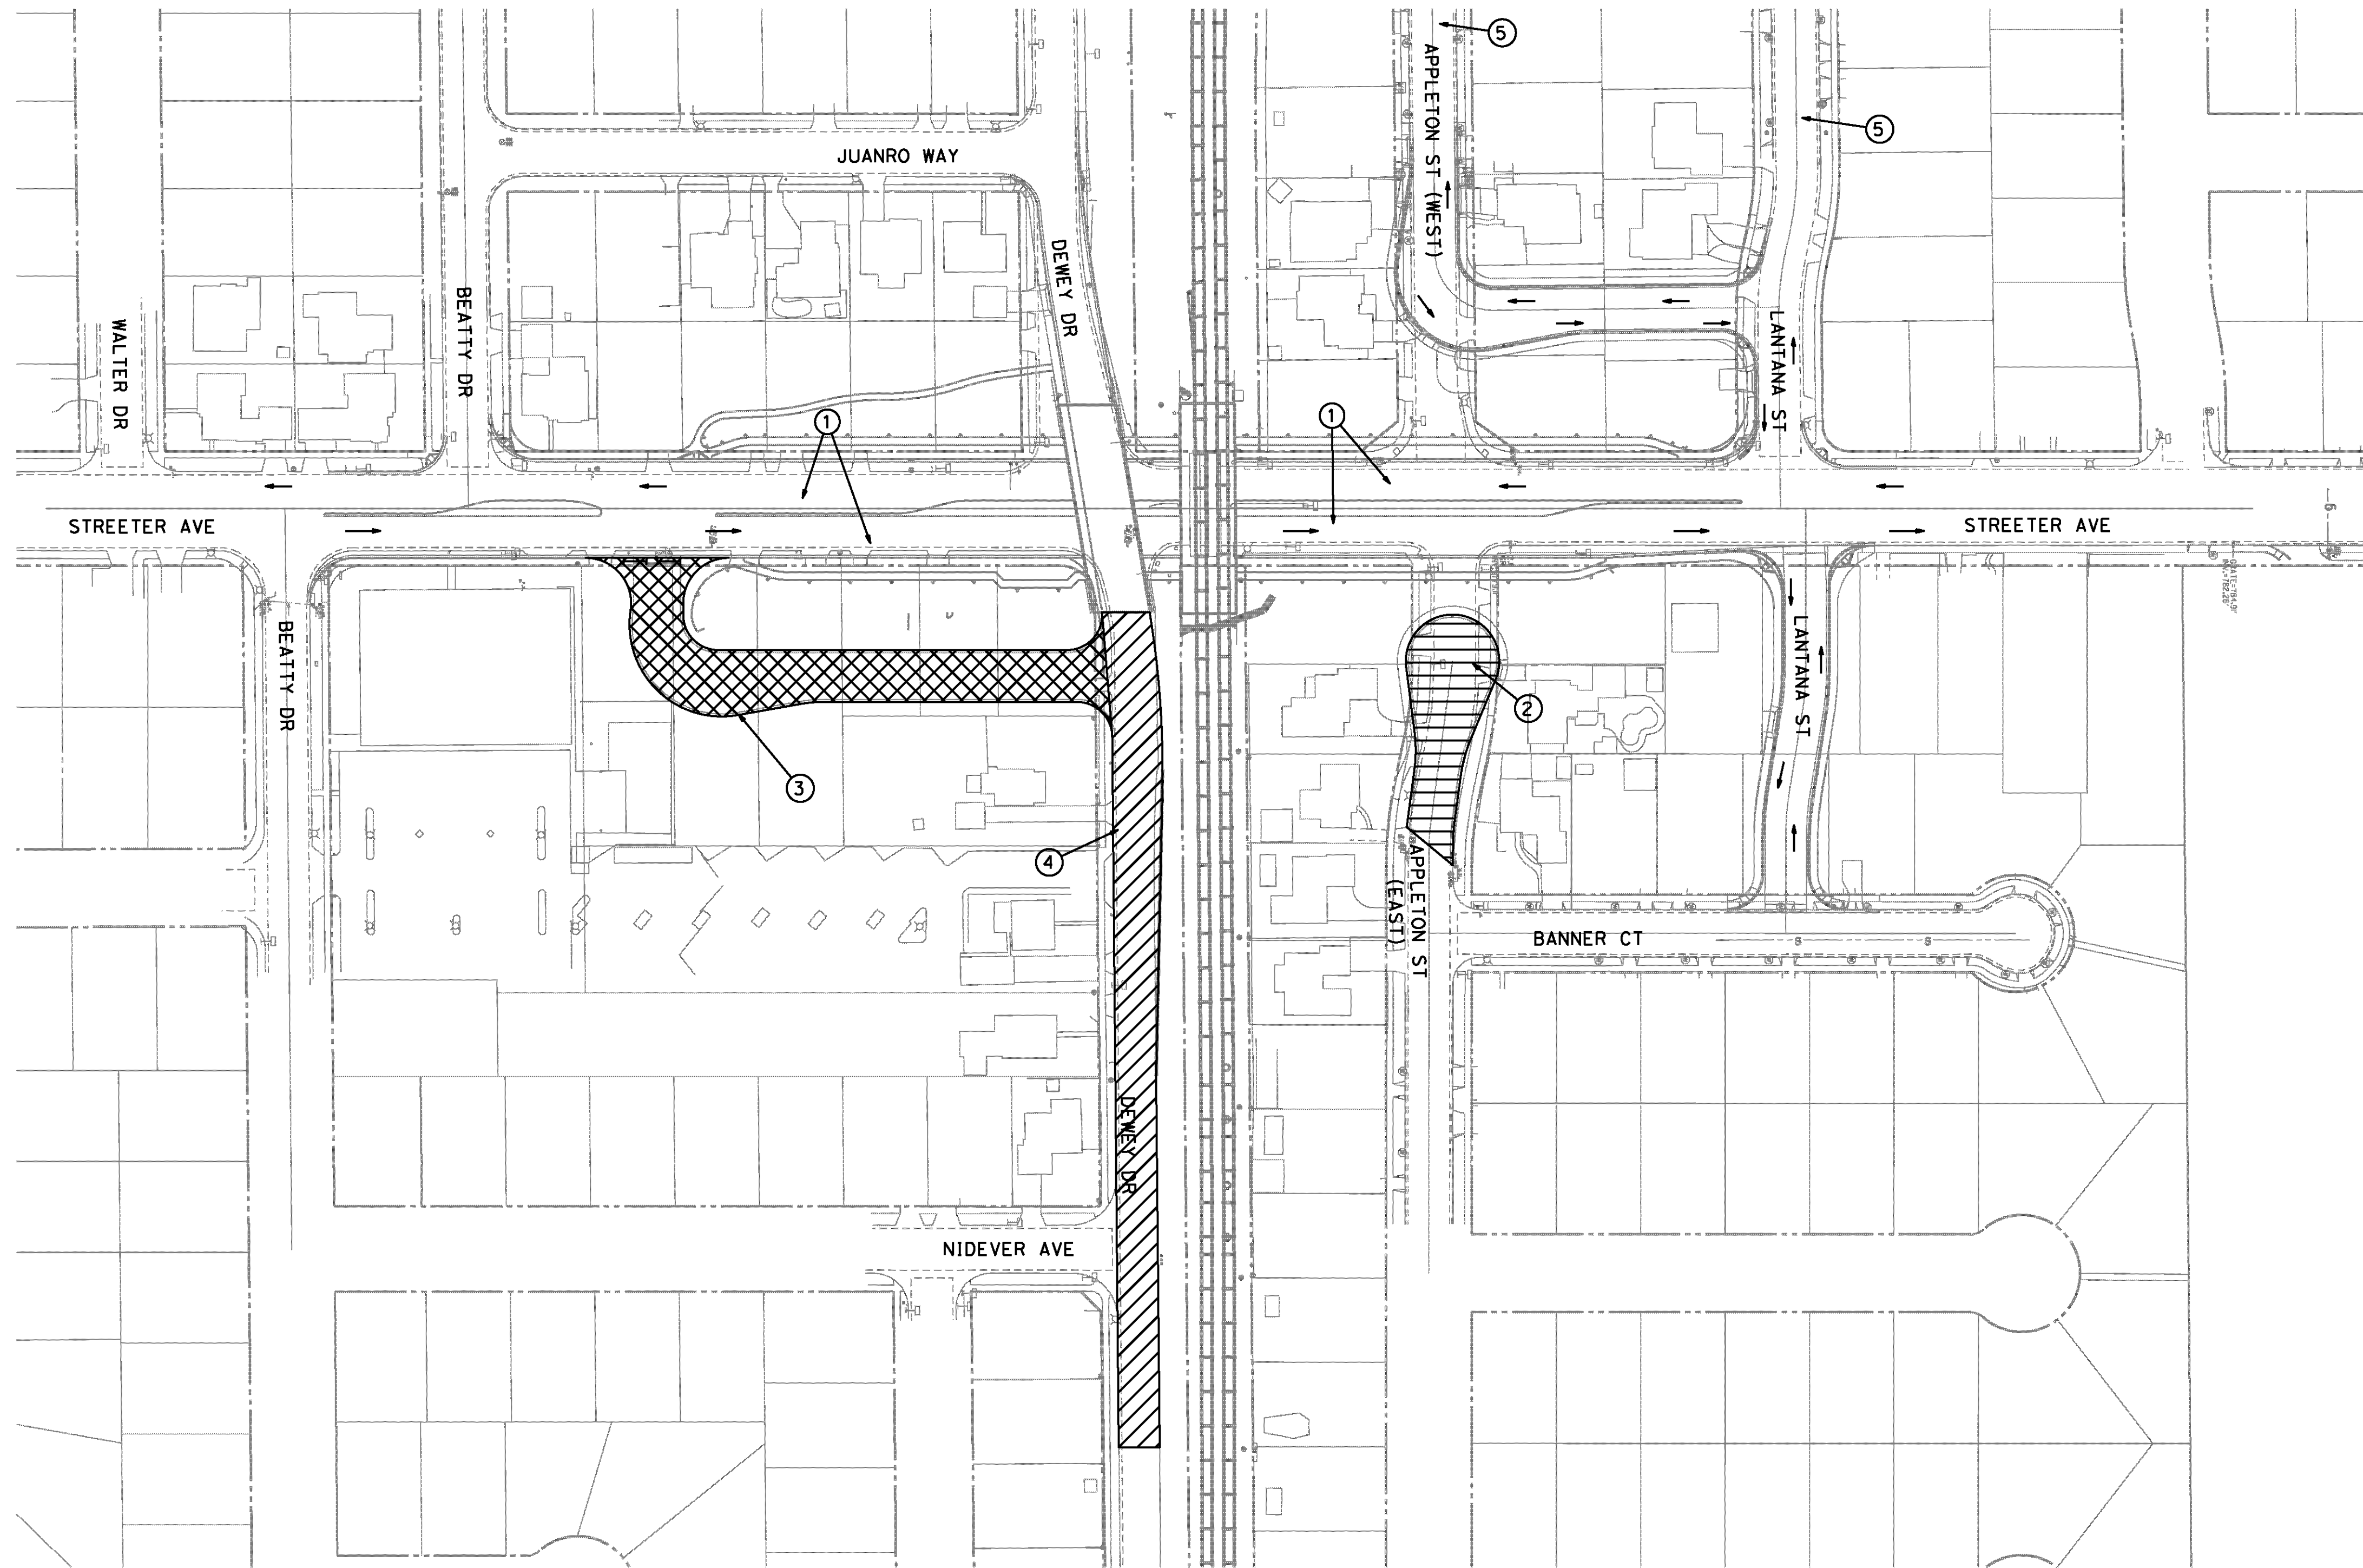 5
APPLETON ST (WEST)
5
JUANRO WAY
DEWEY DR
WALTER DR
BEATTY DR
LANTANA ST
1
1
STREETER AVE
STREETER AVE
BEATTY DR
LANTANA ST
2
3
4
APPLETON ST
(EAST)
BANNER CT
S
S
DEWEY DR
NIDEVER AVE